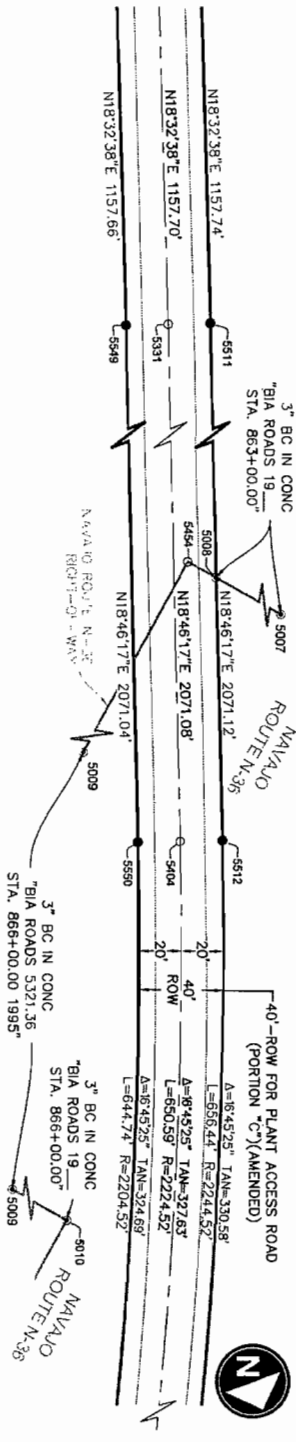 N18°32'38"E 1157.74'
N18°32'38"E 1157.70'
N18°32'38"E 1157.66'
5511
5331
5549
3" BC IN CONC
"BIA ROADS 19__
STA. 863+00.00"
5007
5008
5454
NAVAJO
ROUTE N-36
N18°46'17"E 2071.12'
N18°46'17"E 2071.08'
N18°46'17"E 2071.04'
NAVAJO ROUTE N-36
RIGHT-OF-WAY
5009
3" BC IN CONC
"BIA ROADS 5321.36
STA. 866+00.00 1995"
5512
5404
5550
20'
20'
40'
ROW
40'-ROW FOR PLANT ACCESS ROAD
(PORTION "C")(AMENDED)
Δ=16°45'25" TAN=330.58'
L=656.44' R=2244.52'
Δ=16°45'25" TAN=327.63'
L=650.59' R=2224.52'
Δ=16°45'25" TAN=324.69'
L=644.74' R=2204.52'
3" BC IN CONC
"BIA ROADS 19__
STA. 866+00.00"
5010
5009
NAVAJO
ROUTE N-36
N